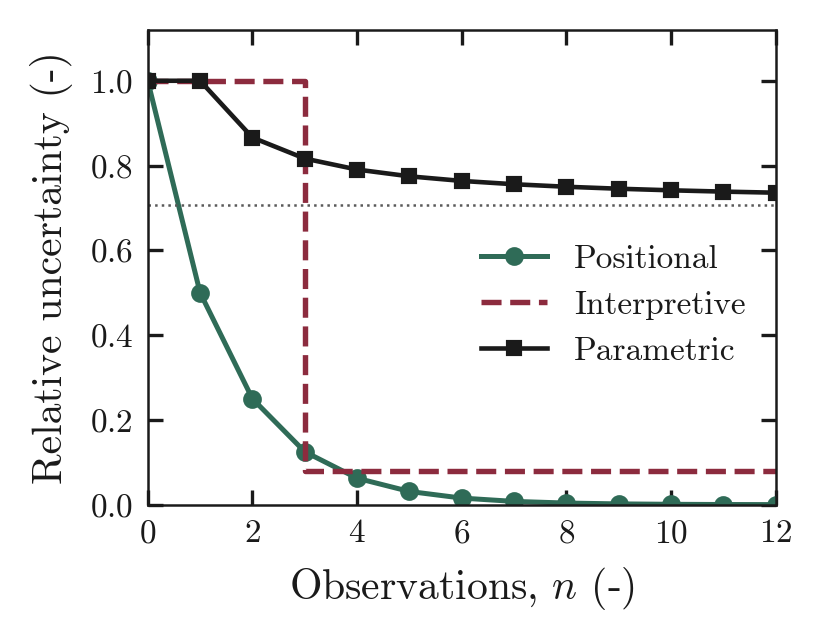 Relative uncertainty (-)
1.0
0.8
0.6
0.4
0.2
0.0
Positional
Interpretive
Parametric
0 2 4 6 8 10 12
Observations, n (-)